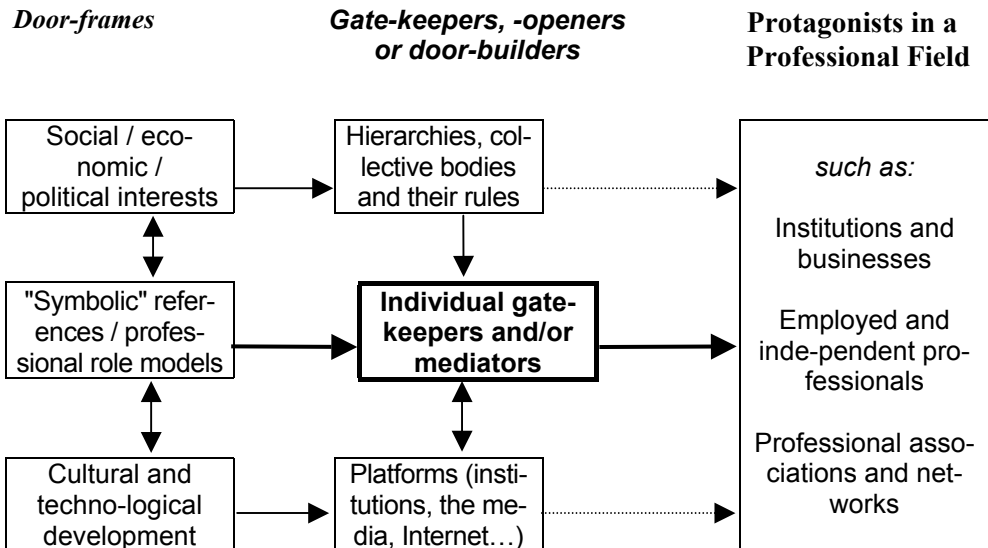 Door-frames
Gate-keepers, -openers
or door-builders
Protagonists in a
Professional Field
Social / eco-
nomic /
political interests
Hierarchies, col-
lective bodies
and their rules
"Symbolic" refer-
ences / profes-
sional role models
Individual gate-
keepers and/or
mediators
Cultural and
techno-logical
development
Platforms (insti-
tutions, the me-
dia, Internet…)
such as:
Institutions and
businesses
Employed and
inde-pendent pro-
fessionals
Professional asso-
ciations and net-
works